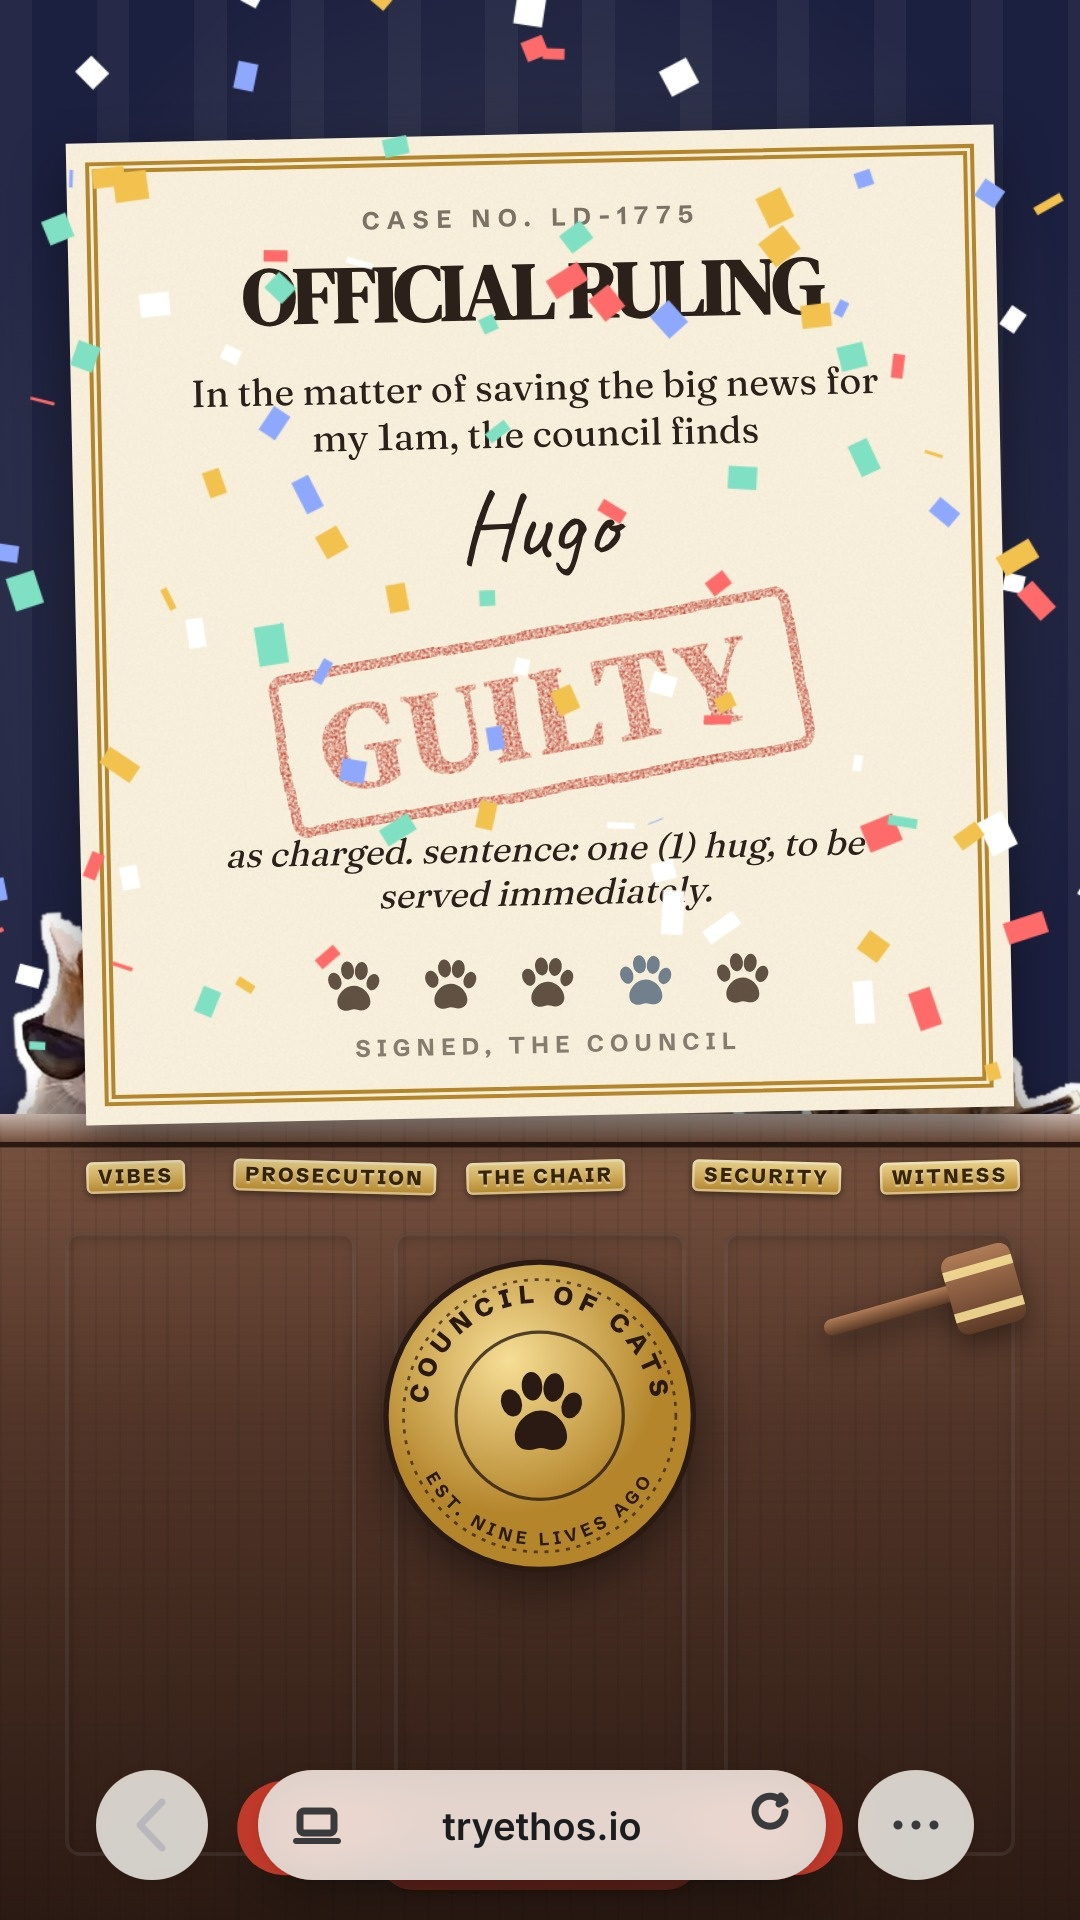 CASE NO. LD-1775
OFFICIAL RULING
In the matter of saving the big news for
my 1am, the council finds
Hugo
GUILTY
as charged. sentence: one (1) hug, to be
served immediately.
SIGNED, THE COUNCIL
VIBES PROSECUTION THE CHAIR SECURITY WITNESS
COUNCIL OF CATS
EST. NINE LIVES AGO
tryethos.io